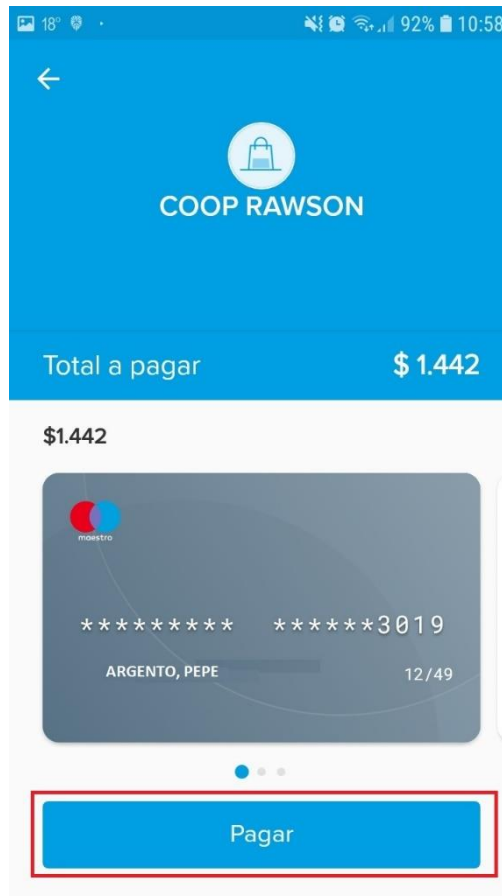 18° 92% 10:58
COOP RAWSON
Total a pagar $ 1.442
$1.442
maestro
********* ******3019
ARGENTO, PEPE 12/49
Pagar